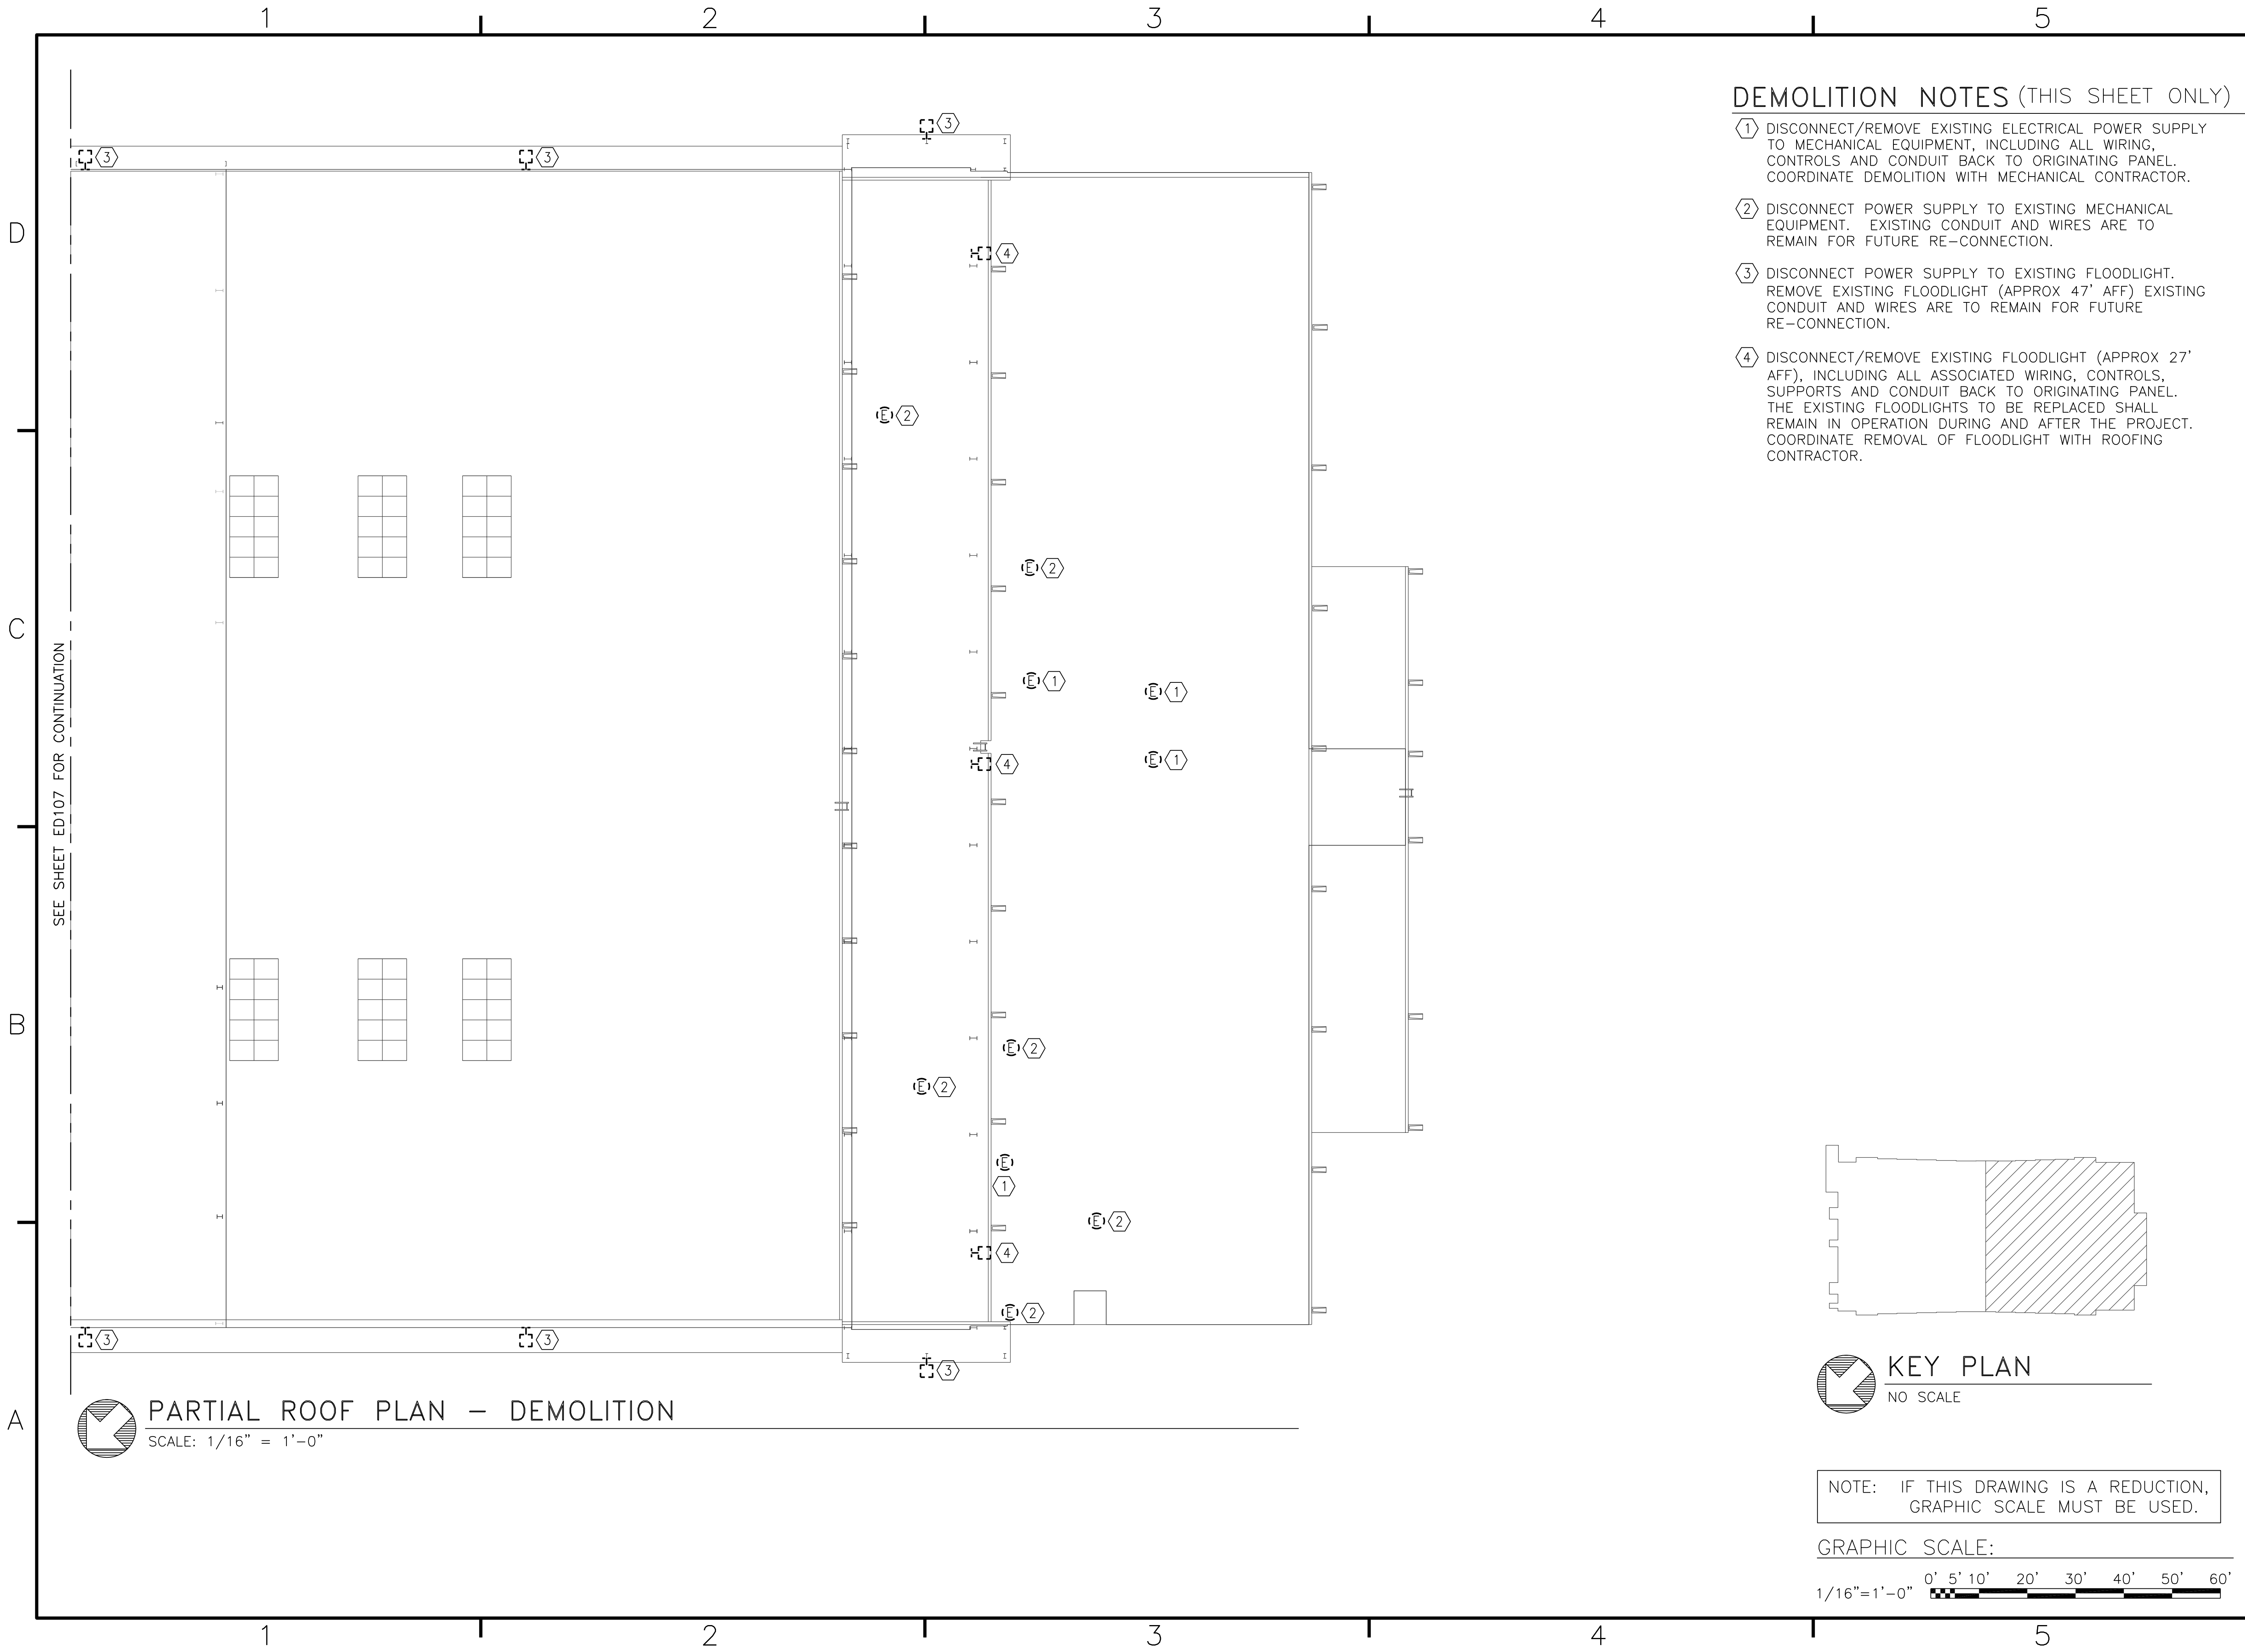 1 2 3 4 5
DEMOLITION NOTES (THIS SHEET ONLY)
1 DISCONNECT/REMOVE EXISTING ELECTRICAL POWER SUPPLY
TO MECHANICAL EQUIPMENT, INCLUDING ALL WIRING,
CONTROLS AND CONDUIT BACK TO ORIGINATING PANEL.
COORDINATE DEMOLITION WITH MECHANICAL CONTRACTOR.
2 DISCONNECT POWER SUPPLY TO EXISTING MECHANICAL
EQUIPMENT. EXISTING CONDUIT AND WIRES ARE TO
REMAIN FOR FUTURE RE-CONNECTION.
3 DISCONNECT POWER SUPPLY TO EXISTING FLOODLIGHT.
REMOVE EXISTING FLOODLIGHT (APPROX 47' AFF) EXISTING
CONDUIT AND WIRES ARE TO REMAIN FOR FUTURE
RE-CONNECTION.
4 DISCONNECT/REMOVE EXISTING FLOODLIGHT (APPROX 27'
AFF), INCLUDING ALL ASSOCIATED WIRING, CONTROLS,
SUPPORTS AND CONDUIT BACK TO ORIGINATING PANEL.
THE EXISTING FLOODLIGHTS TO BE REPLACED SHALL
REMAIN IN OPERATION DURING AND AFTER THE PROJECT.
COORDINATE REMOVAL OF FLOODLIGHT WITH ROOFING
CONTRACTOR.
3
3
3
D
4
E 2
E 2
C
SEE SHEET ED107 FOR CONTINUATION
E 1
E 1
E 1
4
B
E 2
E 2
E
1
E 2
4
E 2
3
3
3
A
PARTIAL ROOF PLAN - DEMOLITION
SCALE: 1/16" = 1'-0"
KEY PLAN
NO SCALE
NOTE: IF THIS DRAWING IS A REDUCTION,
GRAPHIC SCALE MUST BE USED.
GRAPHIC SCALE:
1/16"=1'-0" 0' 5' 10' 20' 30' 40' 50' 60'
1 2 3 4 5